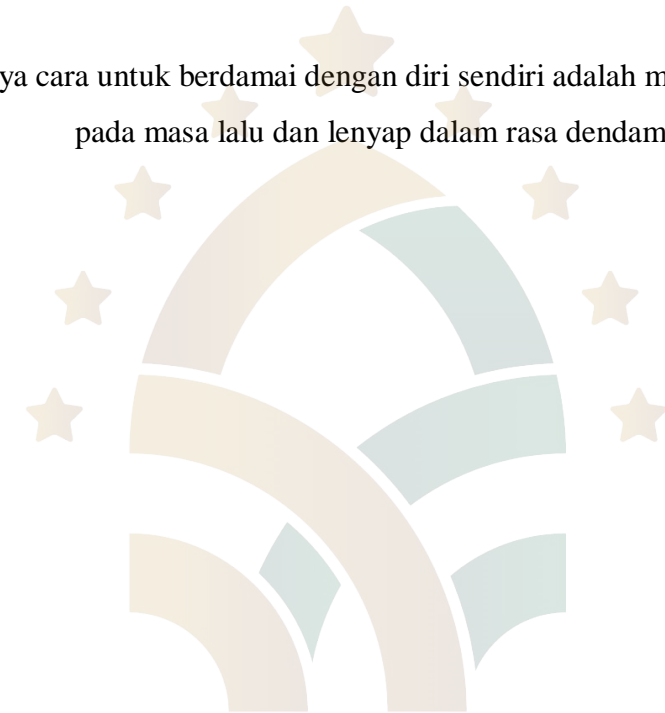 ya cara untuk berdamai dengan diri sendiri adalah m
pada masa lalu dan lenyap dalam rasa dendam